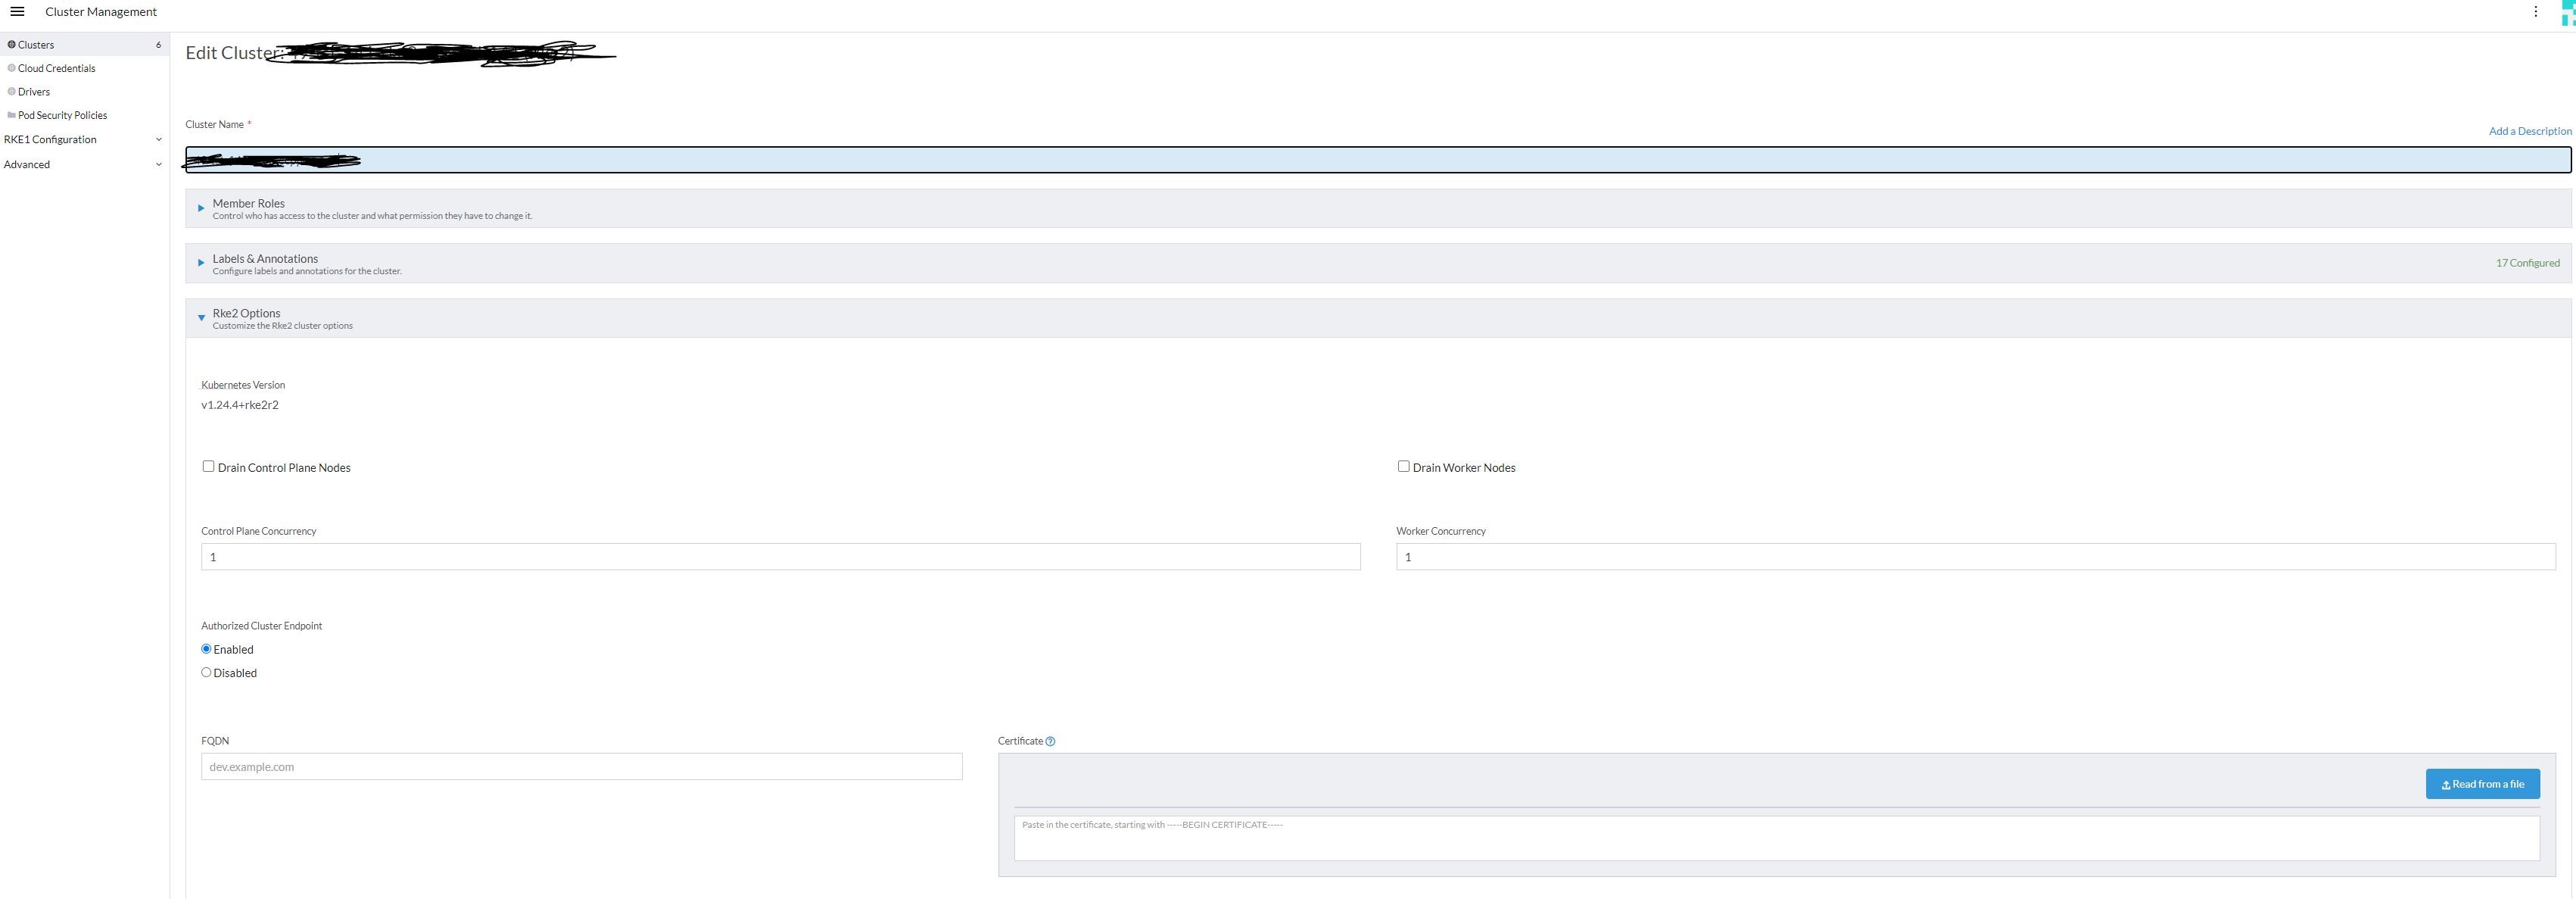 Cluster Management
Clusters 6
Cloud Credentials
Drivers
Pod Security Policies
RKE1 Configuration
Advanced
Edit Cluster:
Cluster Name *
Add a Description
Member Roles
Control who has access to the cluster and what permission they have to change it.
Labels & Annotations
Configure labels and annotations for the cluster.
17 Configured
Rke2 Options
Customize the Rke2 cluster options
Kubernetes Version
v1.24.4+rke2r2
Drain Control Plane Nodes
Drain Worker Nodes
Control Plane Concurrency
1
Worker Concurrency
1
Authorized Cluster Endpoint
Enabled
Disabled
FQDN
dev.example.com
Certificate
Read from a file
Paste in the certificate, starting with -----BEGIN CERTIFICATE-----